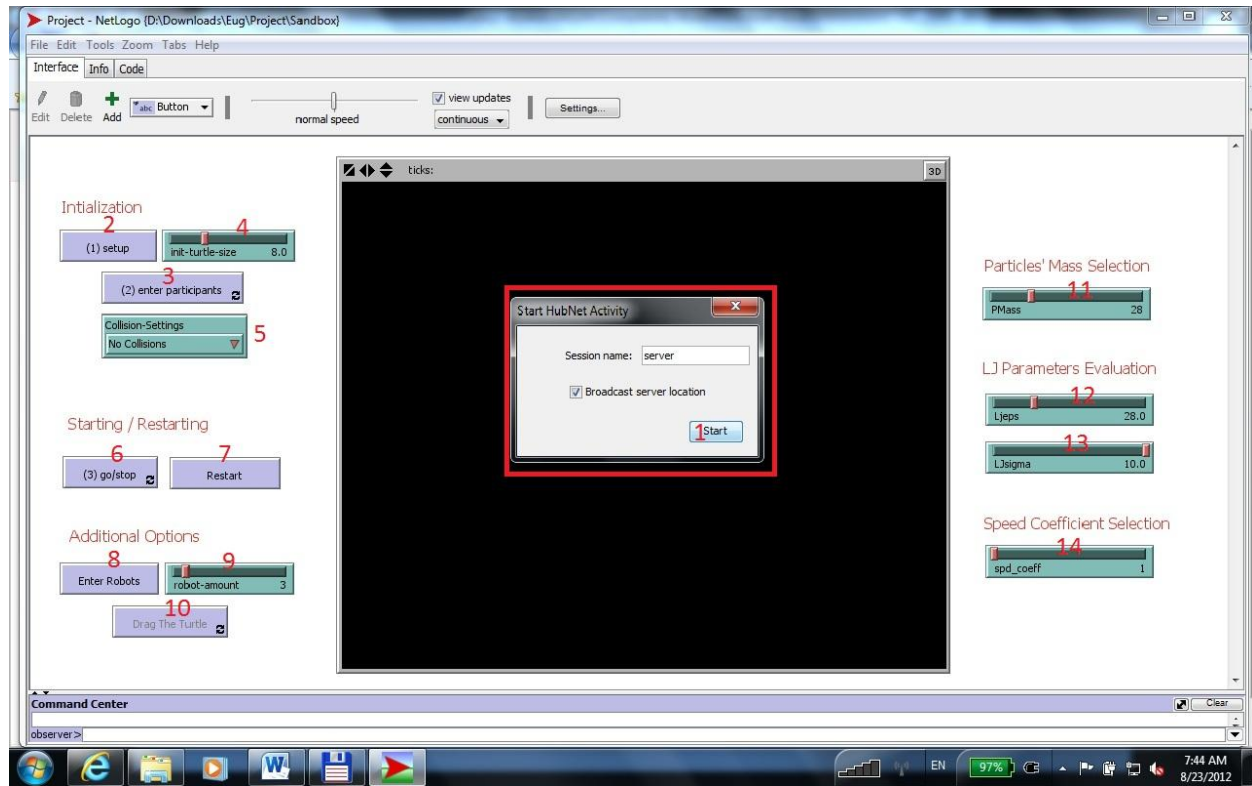 Project - NetLogo {D:\Downloads\Eug\Project\Sandbox}
File Edit Tools Zoom Tabs Help
Interface Info Code
Edit Delete Add
abc Button
normal speed
view updates
continuous
Settings...
ticks:
3D
Intialization
2
(1) setup
4
init-turtle-size 8.0
3
(2) enter participants
Collision-Settings
No Collisions
5
Starting / Restarting
6
(3) go/stop
7
Restart
Additional Options
8
Enter Robots
9
robot-amount 3
10
Drag The Turtle
Start HubNet Activity
Session name: server
Broadcast server location
1 Start
Particles' Mass Selection
11
PMass 28
LJ Parameters Evaluation
12
Ljeps 28.0
13
LJsigma 10.0
Speed Coefficient Selection
14
spd_coeff 1
Command Center
Clear
observer>
EN
97%
7:44 AM
8/23/2012